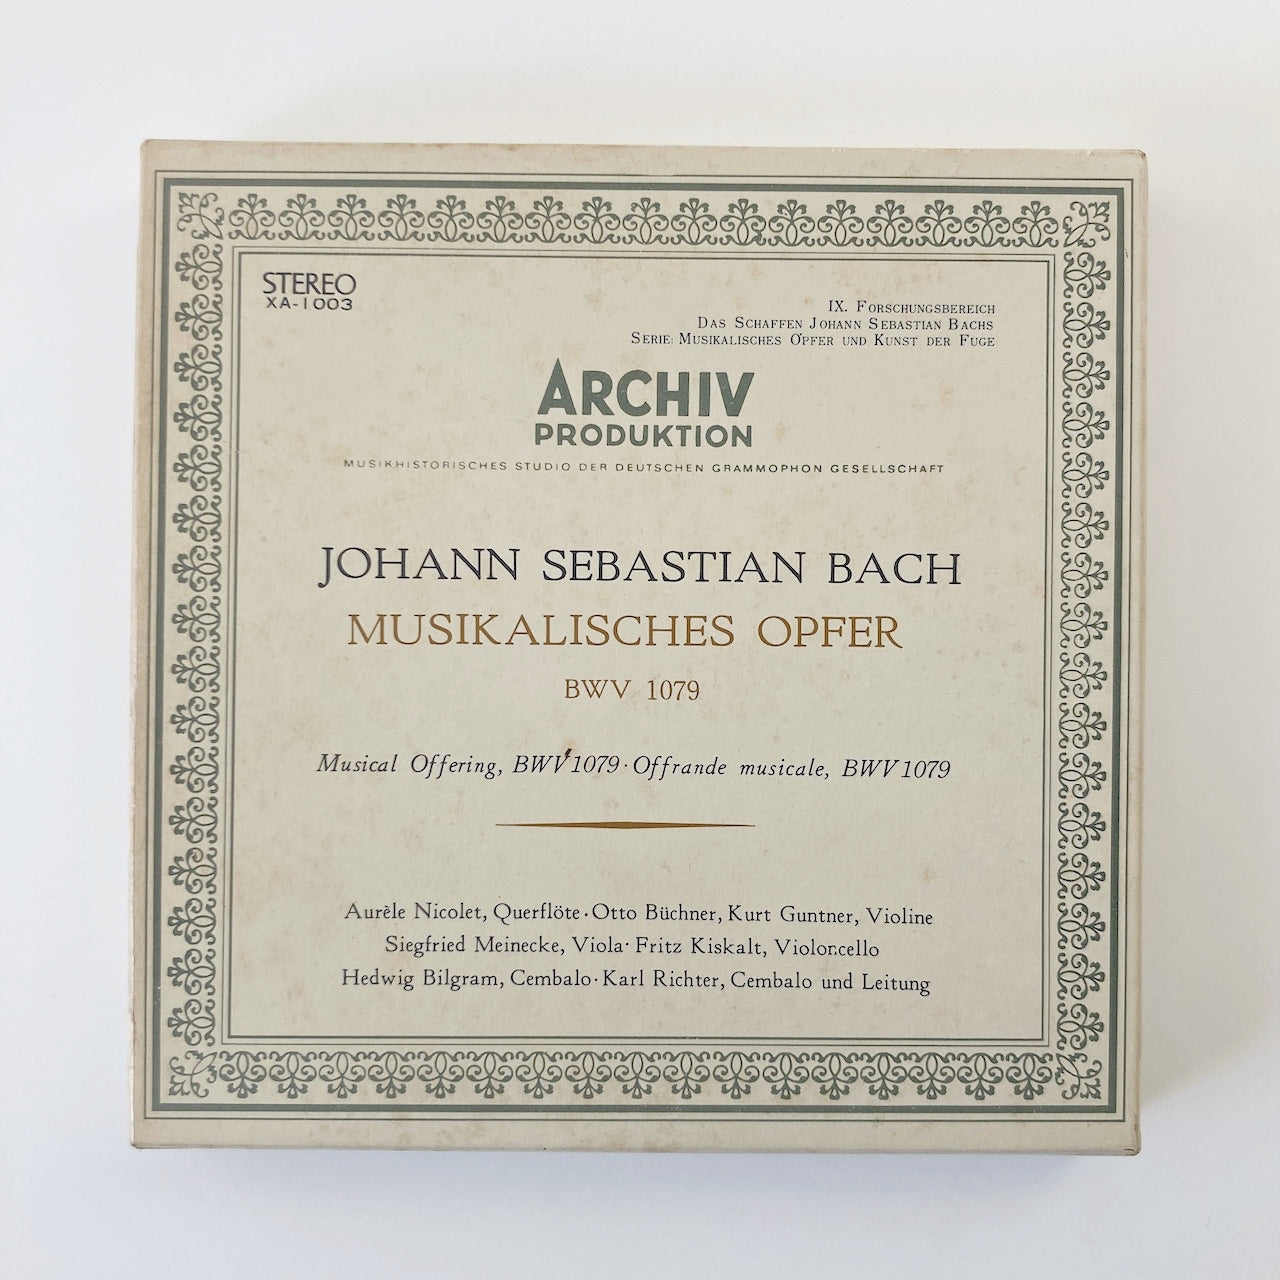 STEREO
XA-1003
IX. FORSCHUNGSBEREICH
DAS SCHAFFEN JOHANN SEBASTIAN BACHS
SERIE: MUSIKALISCHES OPFER UND KUNST DER FUGE
ARCHIV
PRODUKTION
MUSIKHISTORISCHES STUDIO DER DEUTSCHEN GRAMMOPHON GESELLSCHAFT
JOHANN SEBASTIAN BACH
MUSIKALISCHES OPFER
BWV 1079
Musical Offering, BWV 1079 · Offrande musicale, BWV 1079
Aurèle Nicolet, Querflöte · Otto Büchner, Kurt Guntner, Violine
Siegfried Meinecke, Viola · Fritz Kiskalt, Violoncello
Hedwig Bilgram, Cembalo · Karl Richter, Cembalo und Leitung